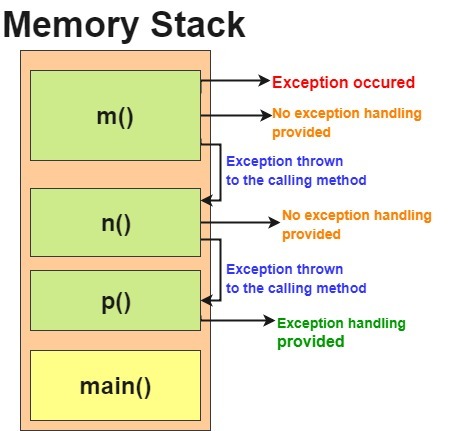 Memory Stack
m()
Exception occured
No exception handling
provided
Exception thrown
to the calling method
n()
No exception handling
provided
Exception thrown
to the calling method
p()
Exception handling
provided
main()